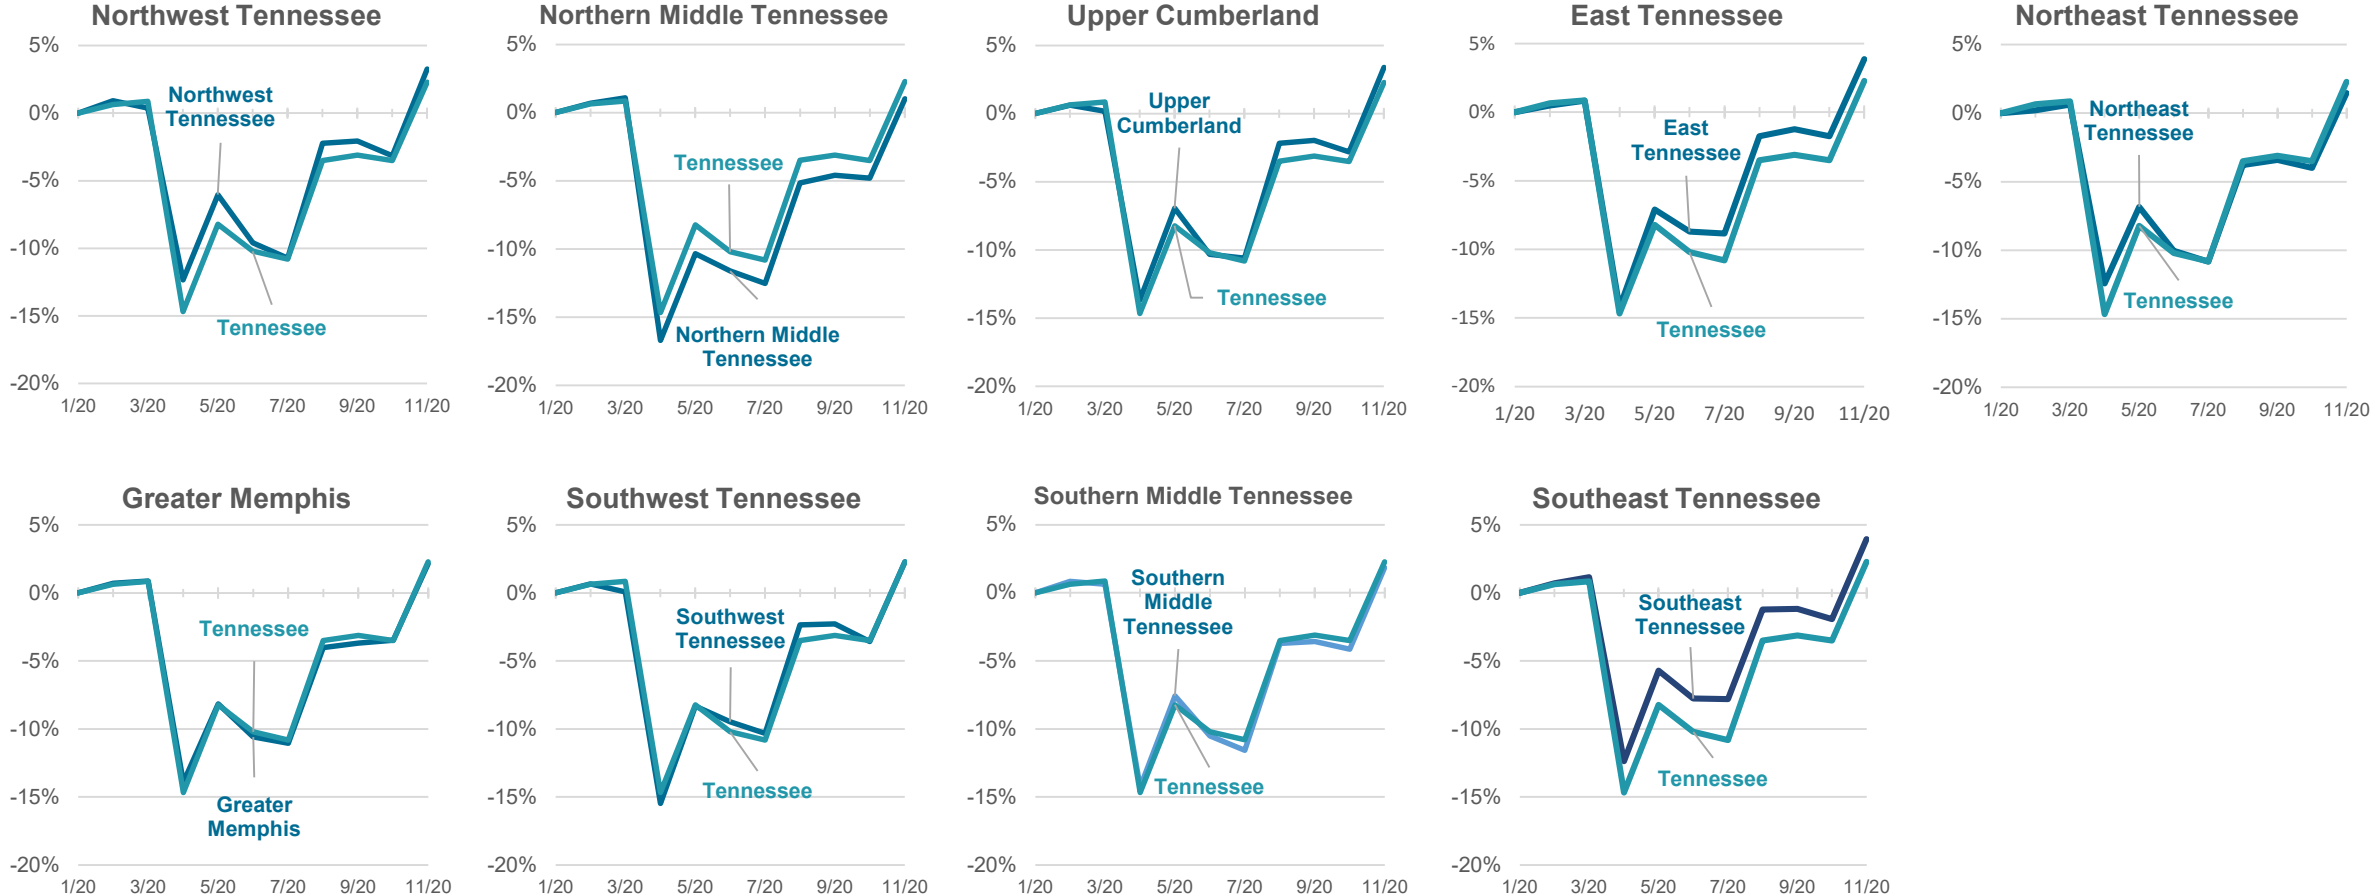 Northwest Tennessee
5%
0%
-5%
-10%
-15%
-20%
Northwest
Tennessee
Tennessee
1/20 3/20 5/20 7/20 9/20 11/20
Northern Middle Tennessee
5%
0%
-5%
-10%
-15%
-20%
Tennessee
Northern Middle
Tennessee
1/20 3/20 5/20 7/20 9/20 11/20
Upper Cumberland
5%
0%
-5%
-10%
-15%
-20%
Upper
Cumberland
Tennessee
1/20 3/20 5/20 7/20 9/20 11/20
East Tennessee
5%
0%
-5%
-10%
-15%
-20%
East
Tennessee
Tennessee
1/20 3/20 5/20 7/20 9/20 11/20
Northeast Tennessee
5%
0%
-5%
-10%
-15%
-20%
Northeast
Tennessee
Tennessee
1/20 3/20 5/20 7/20 9/20 11/20
Greater Memphis
5%
0%
-5%
-10%
-15%
-20%
Tennessee
Greater
Memphis
1/20 3/20 5/20 7/20 9/20 11/20
Southwest Tennessee
5%
0%
-5%
-10%
-15%
-20%
Southwest
Tennessee
Tennessee
1/20 3/20 5/20 7/20 9/20 11/20
Southern Middle Tennessee
5%
0%
-5%
-10%
-15%
-20%
Southern
Middle
Tennessee
Tennessee
1/20 3/20 5/20 7/20 9/20 11/20
Southeast Tennessee
5%
0%
-5%
-10%
-15%
-20%
Southeast
Tennessee
Tennessee
1/20 3/20 5/20 7/20 9/20 11/20